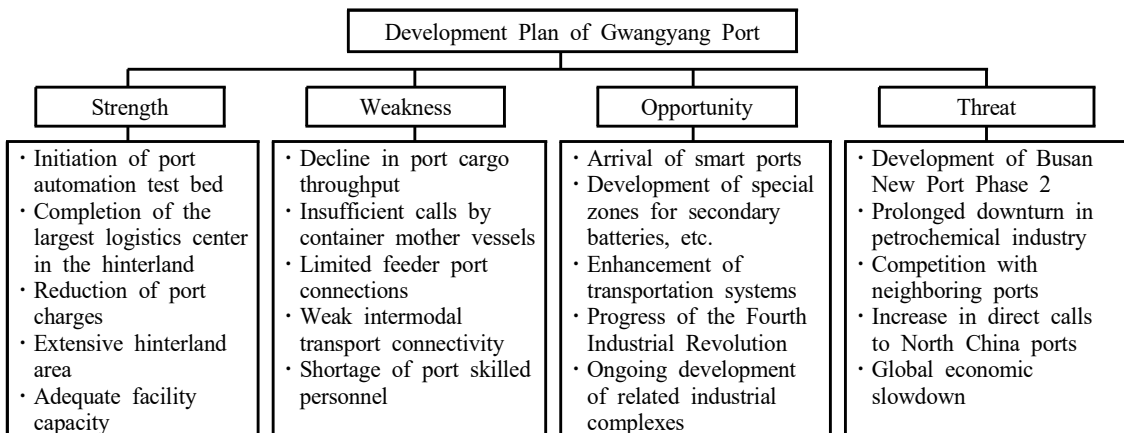 Development Plan of Gwangyang Port
Strength
· Initiation of port
automation test bed
· Completion of the
largest logistics center
in the hinterland
· Reduction of port
charges
· Extensive hinterland
area
· Adequate facility
capacity
Weakness
· Decline in port cargo
throughput
· Insufficient calls by
container mother vessels
· Limited feeder port
connections
· Weak intermodal
transport connectivity
· Shortage of port skilled
personnel
Opportunity
· Arrival of smart ports
· Development of special
zones for secondary
batteries, etc.
· Enhancement of
transportation systems
· Progress of the Fourth
Industrial Revolution
· Ongoing development
of related industrial
complexes
Threat
· Development of Busan
New Port Phase 2
· Prolonged downturn in
petrochemical industry
· Competition with
neighboring ports
· Increase in direct calls
to North China ports
· Global economic
slowdown